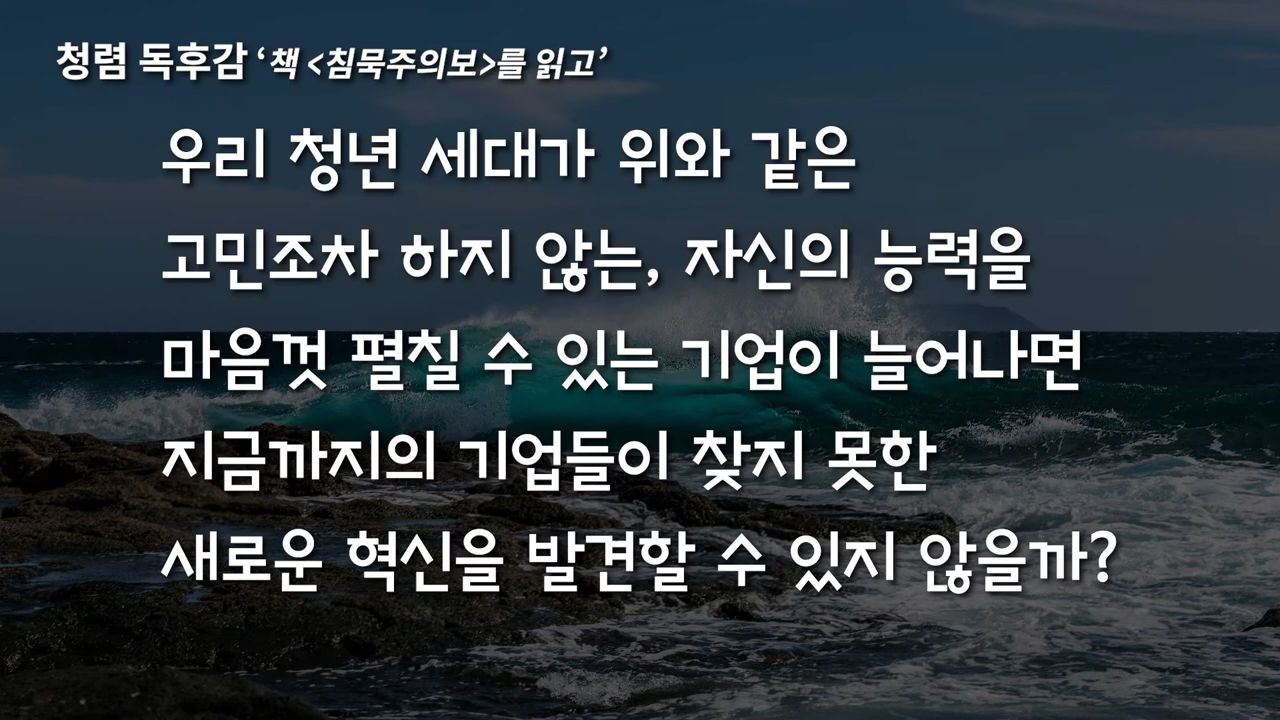 청렴 독후감 ‘책 <침묵주의보>를 읽고’
우리 청년 세대가 위와 같은
고민조차 하지 않는, 자신의 능력을
마음껏 펼칠 수 있는 기업이 늘어나면
지금까지의 기업들이 찾지 못한
새로운 혁신을 발견할 수 있지 않을까?